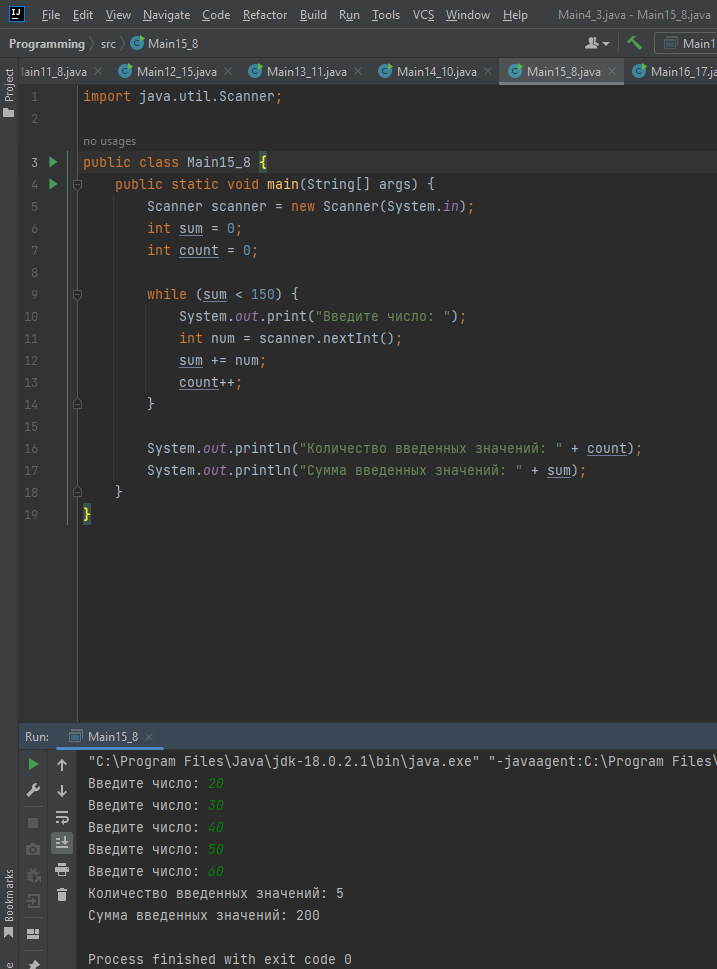 File Edit View Navigate Code Refactor Build Run Tools VCS Window Help Main4_3.java - Main15_8.java
Programming src Main15_8 Main1
lain11_8.java Main12_15.java Main13_11.java Main14_10.java Main15_8.java Main16_17.ja
Project
1 import java.util.Scanner;
2
no usages
3 public class Main15_8 {
4 public static void main(String[] args) {
5 Scanner scanner = new Scanner(System.in);
6 int sum = 0;
7 int count = 0;
8
9 while (sum < 150) {
10 System.out.print("Введите число: ");
11 int num = scanner.nextInt();
12 sum += num;
13 count++;
14 }
15
16 System.out.println("Количество введенных значений: " + count);
17 System.out.println("Сумма введенных значений: " + sum);
18 }
19 }
Run: Main15_8
"C:\Program Files\Java\jdk-18.0.2.1\bin\java.exe" "-javaagent:C:\Program Files\
Введите число: 20
Введите число: 30
Введите число: 40
Введите число: 50
Введите число: 60
Количество введенных значений: 5
Сумма введенных значений: 200
Process finished with exit code 0
Bookmarks